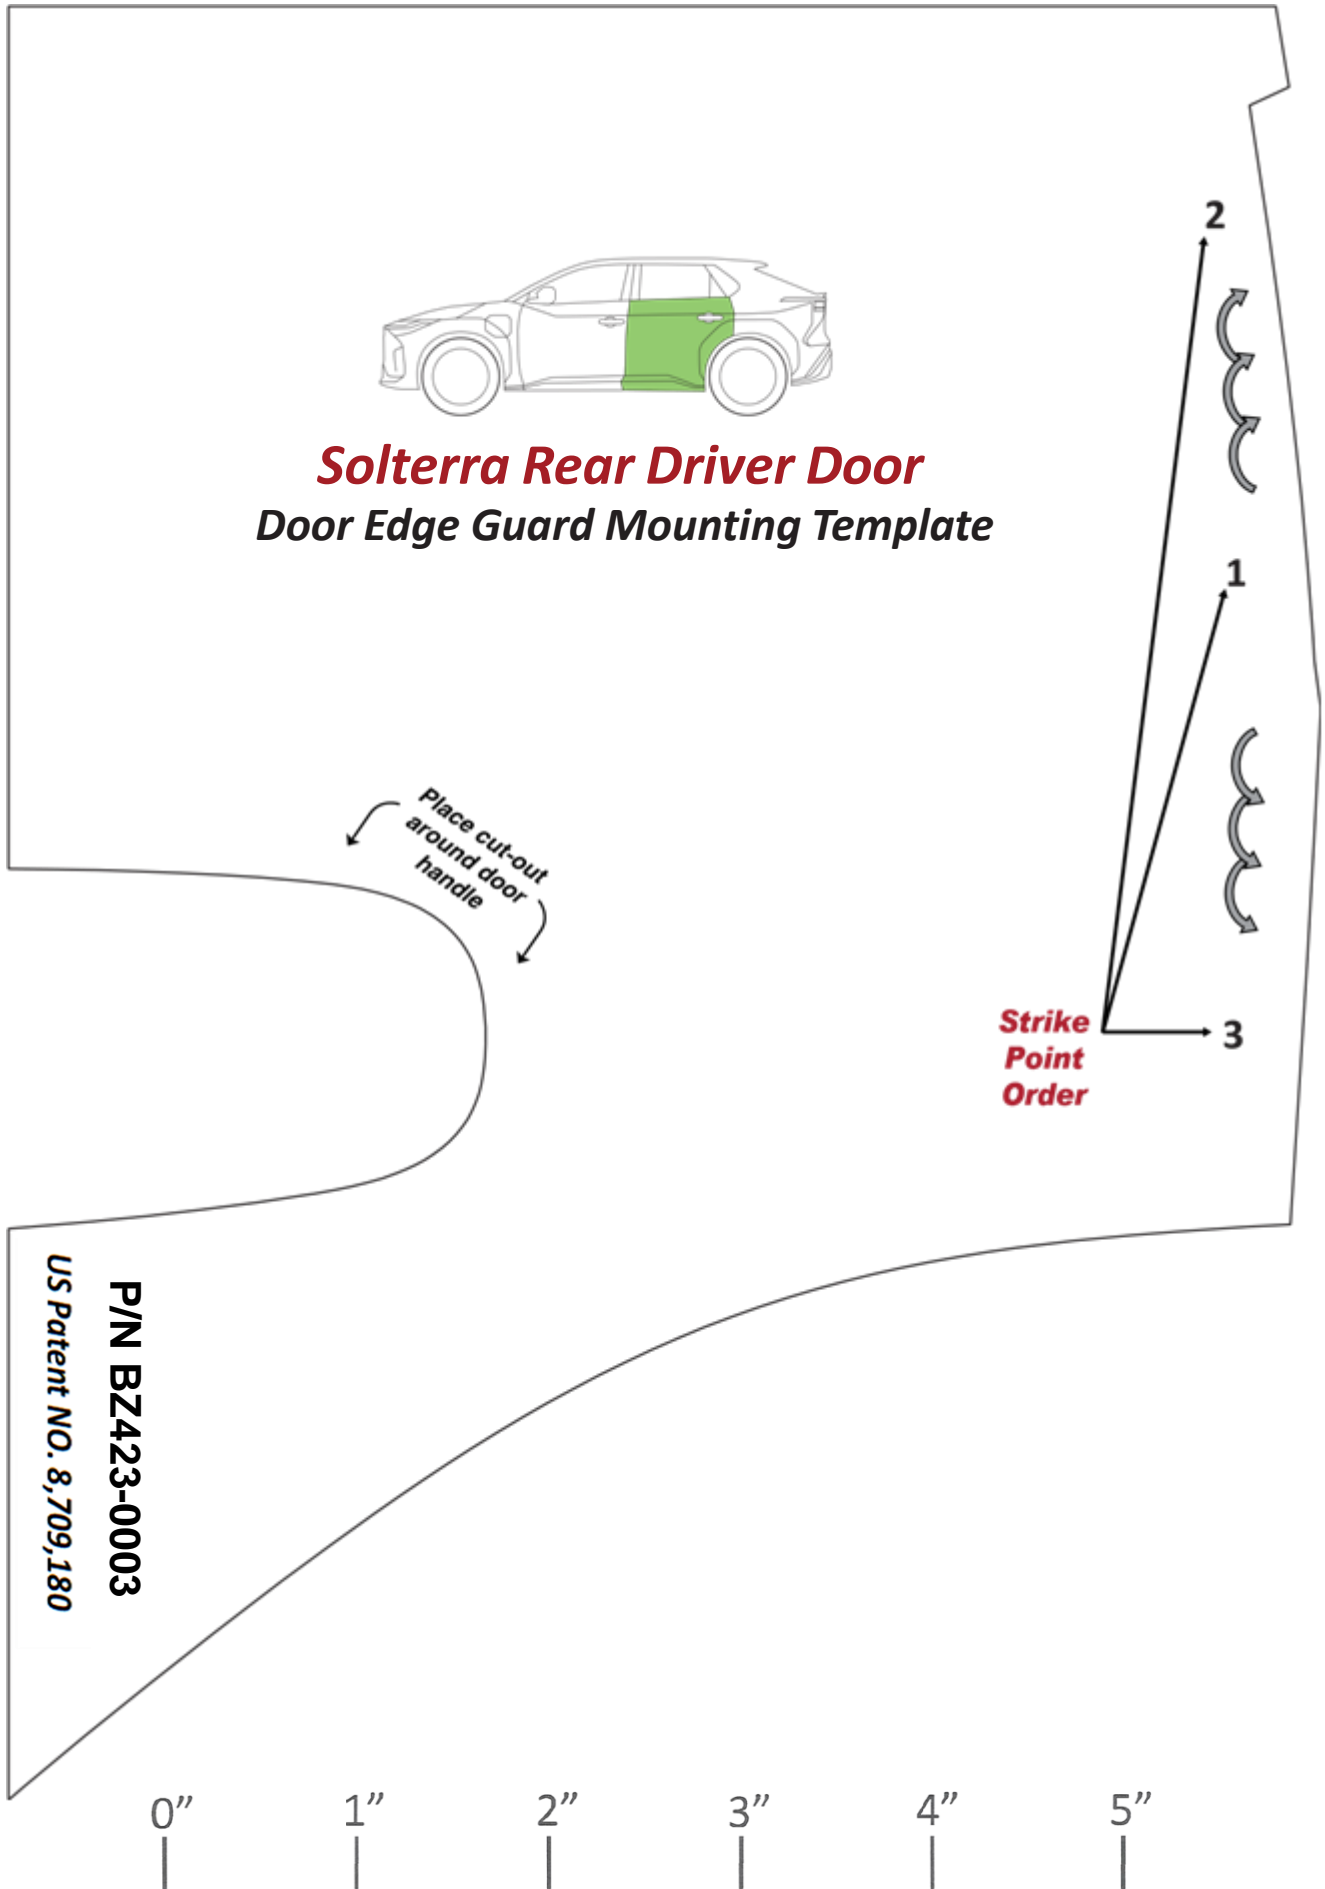 2
Solterra Rear Driver Door
Door Edge Guard Mounting Template
1
Place cut-out
around door
handle
Strike
Point
Order
3
P/N BZ423-0003
US Patent NO. 8,709,180
0” 1” 2” 3” 4” 5”